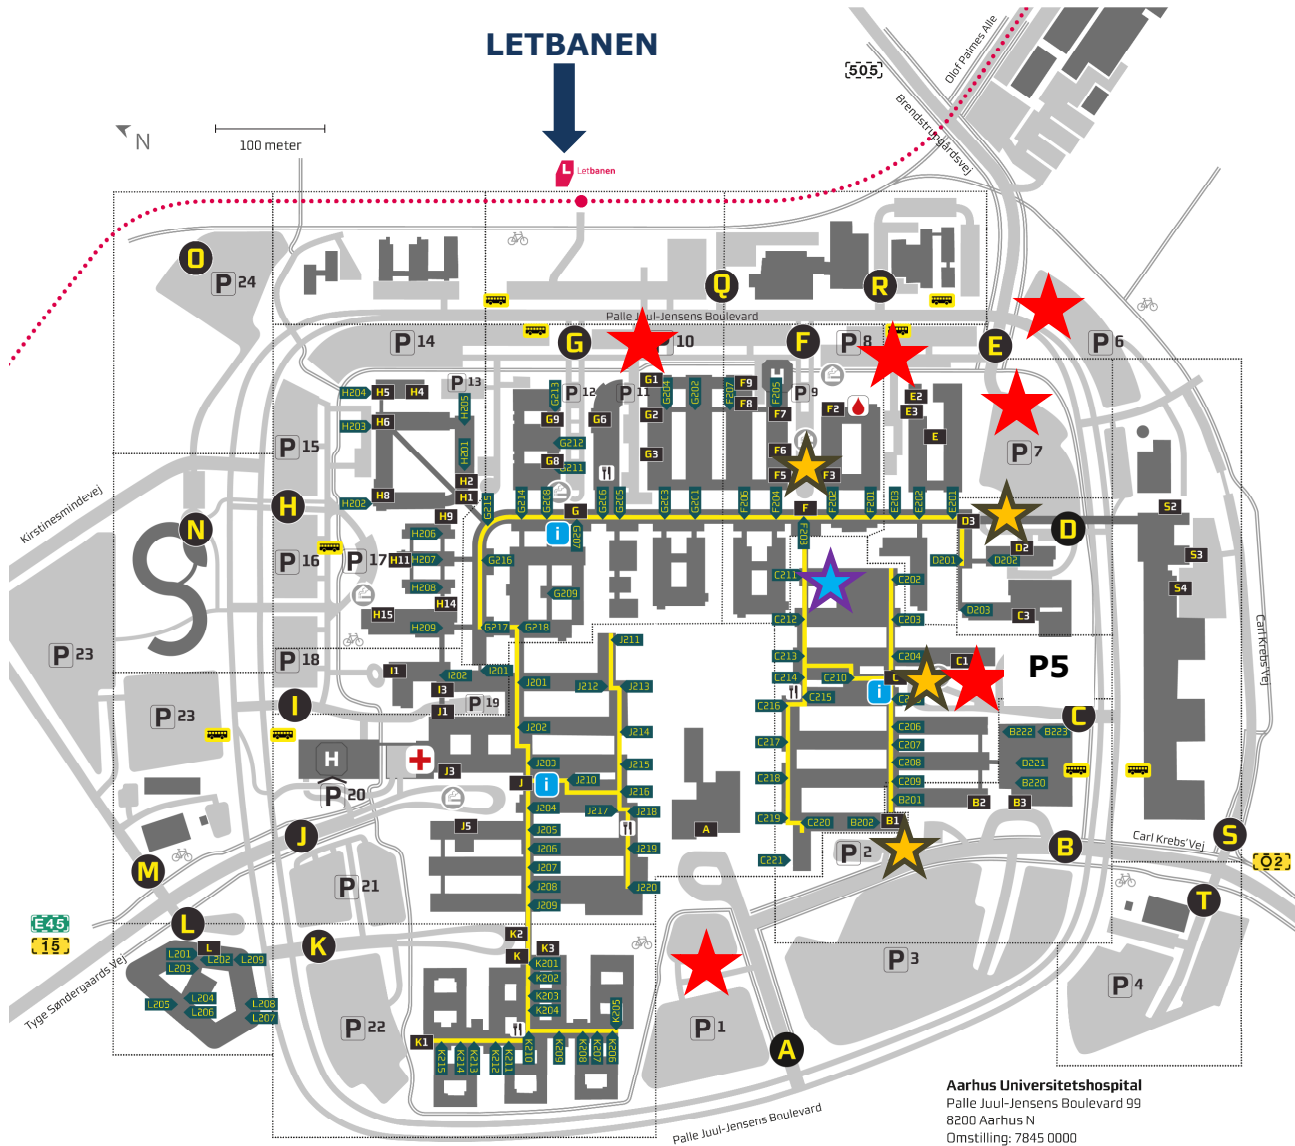 LETBANEN
505
Olof Palmes Alle
Brendstrupgårdsvej
N
100 meter
L Letbanen
O
P 24
Q
R
Palle Juul-Jensens Boulevard
P 14
G
P 10
F
P 8
E
P 6
P 13
P 12
P 11
P 9
H204
H5
H4
H205
G213
G1
G204
G202
F207
F9
F8
F205
E2
E3
H203
H6
G9
G6
G2
F7
F2
E
P 15
H201
G212
G8
G211
G3
F6
F5
F3
P 7
H2
H1
H202
H8
H
Kirstinesmindevej
N
H9
G215
G214
G208
G
G207
G206
G205
G203
G201
F206
F204
F
F203
F202
F201
E203
E202
E201
D3
D
S2
D2
D201
D202
S3
S4
H206
P 16
P 17
H11
H207
G216
i
H208
G209
C211
C202
H14
H15
H209
G217
G218
C212
C203
D203
C3
J211
P 18
P 23
I1
I202
I201
I3
J201
J212
J213
C213
C204
C1
C214
C210
C
P5
i
C215
C216
Carl Krebs Vej
P 23
I
J1
P 19
J202
J214
C206
C217
C207
B222
B223
C
H
P 20
J3
J203
J
i
J210
J215
J216
C218
C208
C209
D221
B220
B201
B2
B3
J204
J217
J218
C219
C220
B202
B1
A
J
J5
J205
J206
J219
C221
P 2
B
Carl Krebs'Vej
S
O2
M
J207
J208
J209
J220
P 21
T
E45
15
L
K
K2
K
K3
L
L201
L202
L209
L203
K201
K202
K203
K204
K205
L205
L204
L206
L208
L207
P 3
P 4
Tyge Søndergaards Vej
P 22
P 1
A
K1
K215
K214
K213
K212
K211
K210
K209
K208
K207
K206
Palle Juul-Jensens Boulevard
Aarhus Universitetshospital
Palle Juul-Jensens Boulevard 99
8200 Aarhus N
Omstilling: 7845 0000